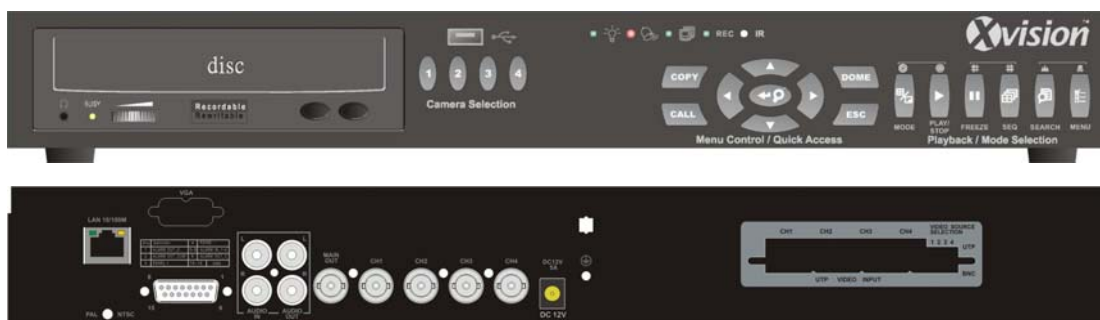 Xvision
disc
REC
IR
1 2 3 4
Camera Selection
BUSY
Recordable
Rewritable
COPY
DOME
CALL
ESC
Menu Control / Quick Access
MODE
PLAY/
STOP
FREEZE
SEQ
SEARCH
MENU
Playback / Mode Selection
VGA
LAN 10/100M
L
L
R
R
AUDIO
IN
AUDIO
OUT
MAIN
OUT
CH1
CH2
CH3
CH4
DC12V
5A
DC 12V
PAL
NTSC
CH1
CH2
CH3
CH4
VIDEO SOURCE
SELECTION
1 2 3 4
UTP
BNC
UTP VIDEO INPUT